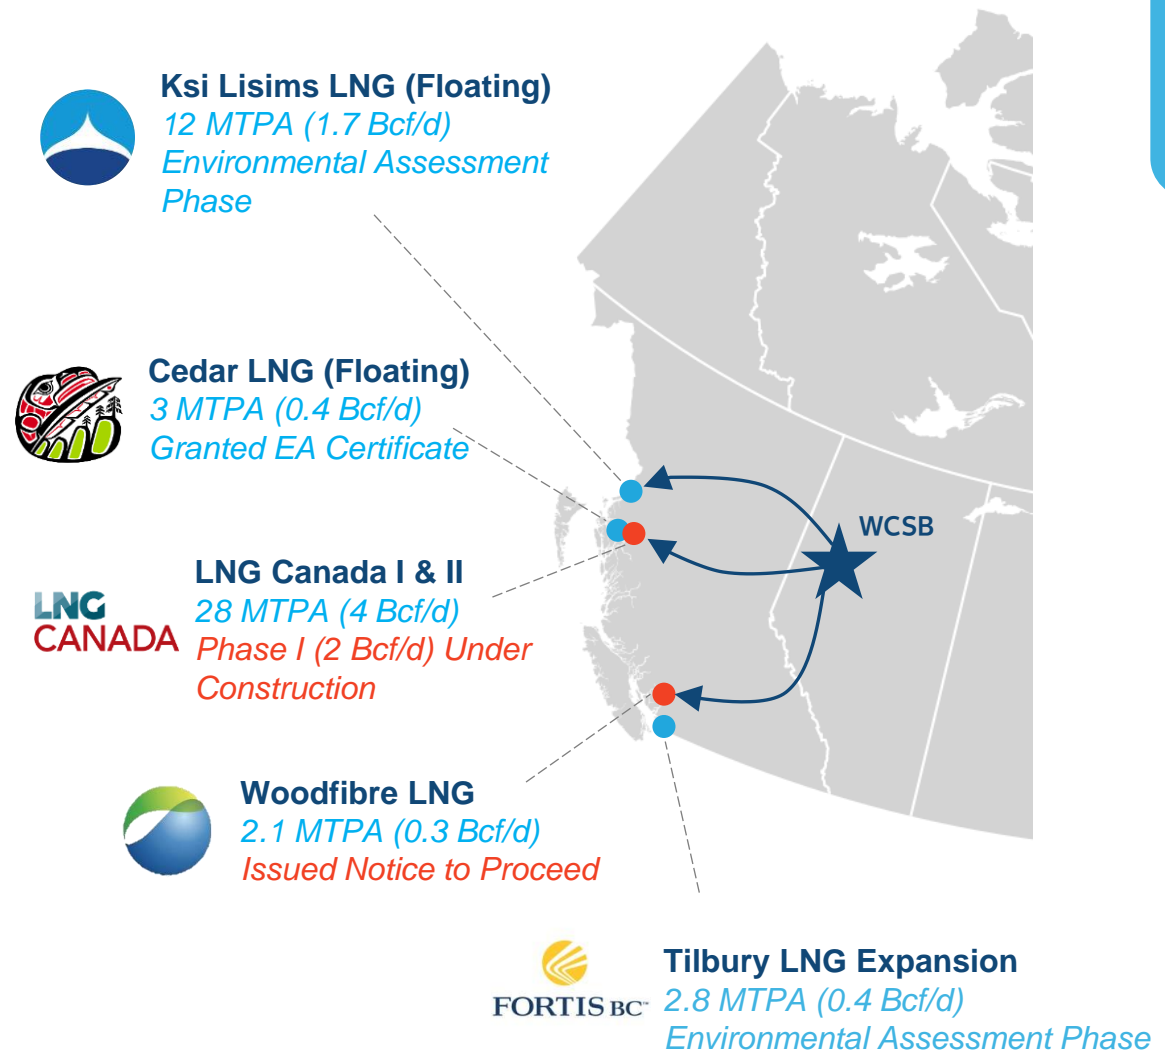 Ksi Lisims LNG (Floating)
12 MTPA (1.7 Bcf/d)
Environmental Assessment
Phase
Cedar LNG (Floating)
3 MTPA (0.4 Bcf/d)
Granted EA Certificate
WCSB
LNG Canada I & II
28 MTPA (4 Bcf/d)
Phase I (2 Bcf/d) Under
Construction
LNG
CANADA
Woodfibre LNG
2.1 MTPA (0.3 Bcf/d)
Issued Notice to Proceed
FORTIS BC™
Tilbury LNG Expansion
2.8 MTPA (0.4 Bcf/d)
Environmental Assessment Phase